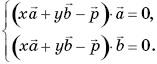 (xa⃗ + yb⃗ − p⃗)·a⃗ = 0,
(xa⃗ + yb⃗ − p⃗)·b⃗ = 0.